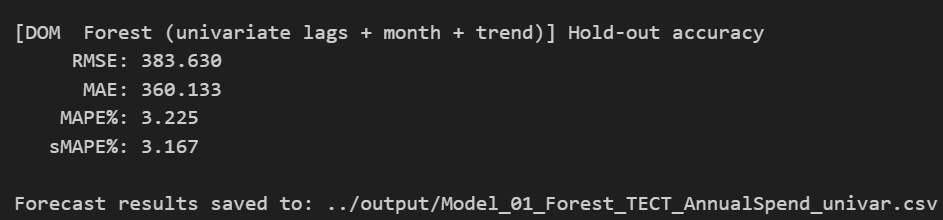 [DOM  Forest (univariate lags + month + trend)] Hold-out accuracy
RMSE: 383.630
MAE: 360.133
MAPE%: 3.225
sMAPE%: 3.167
Forecast results saved to: ../output/Model_01_Forest_TECT_AnnualSpend_univar.csv